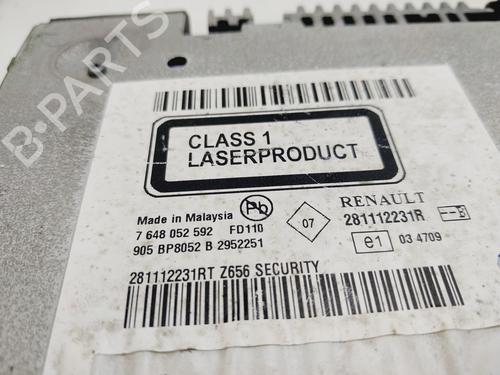 CLASS 1
LASERPRODUCT
Made in Malaysia
7 648 052 592 FD110
905 BP8052 B 2952251
Pb
07
RENAULT
281112231R
e1 03 4709
281112231RT Z656 SECURITY
B-PARTS